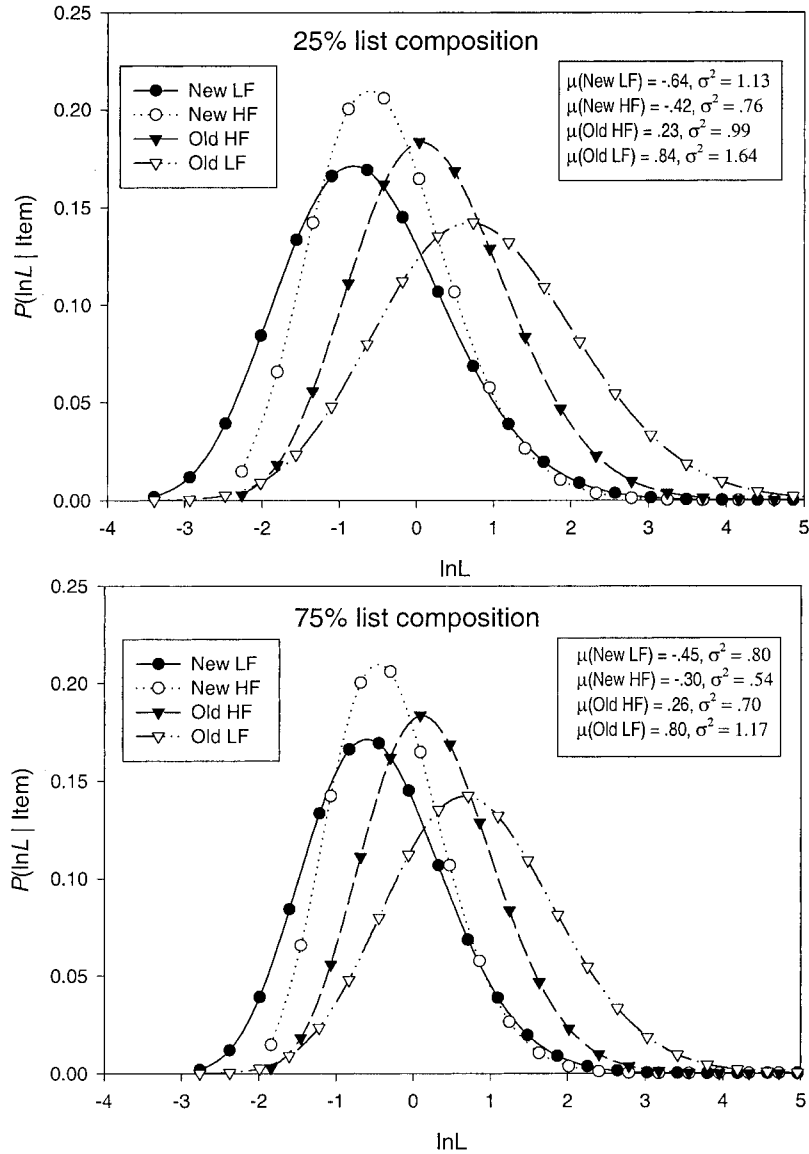 25% list composition
New LF
New HF
Old HF
Old LF
μ(New LF) = -.64, σ² = 1.13
μ(New HF) = -.42, σ² = .76
μ(Old HF) = .23, σ² = .99
μ(Old LF) = .84, σ² = 1.64
P(lnL | Item)
0.25
0.20
0.15
0.10
0.05
0.00
-4 -3 -2 -1 0 1 2 3 4 5
lnL
75% list composition
New LF
New HF
Old HF
Old LF
μ(New LF) = -.45, σ² = .80
μ(New HF) = -.30, σ² = .54
μ(Old HF) = .26, σ² = .70
μ(Old LF) = .80, σ² = 1.17
P(lnL | Item)
0.25
0.20
0.15
0.10
0.05
0.00
-4 -3 -2 -1 0 1 2 3 4 5
lnL